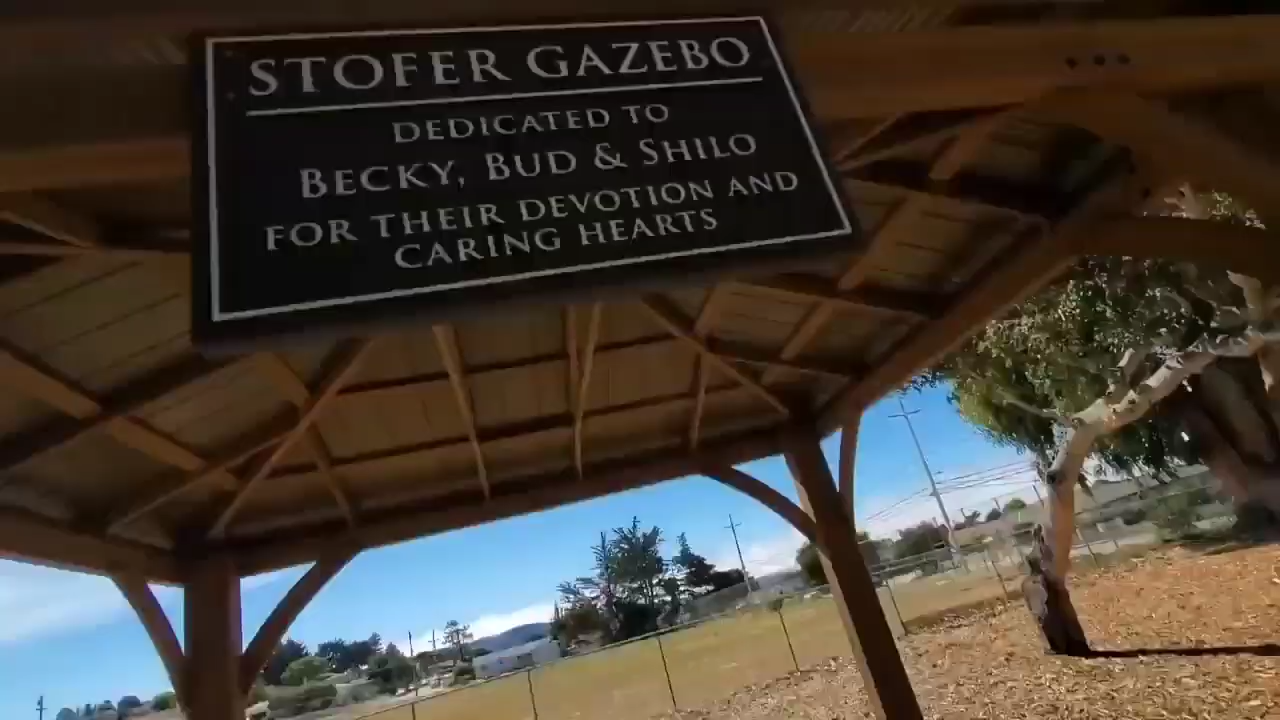 STOFER GAZEBO
DEDICATED TO
BECKY, BUD & SHILO
FOR THEIR DEVOTION AND
CARING HEARTS